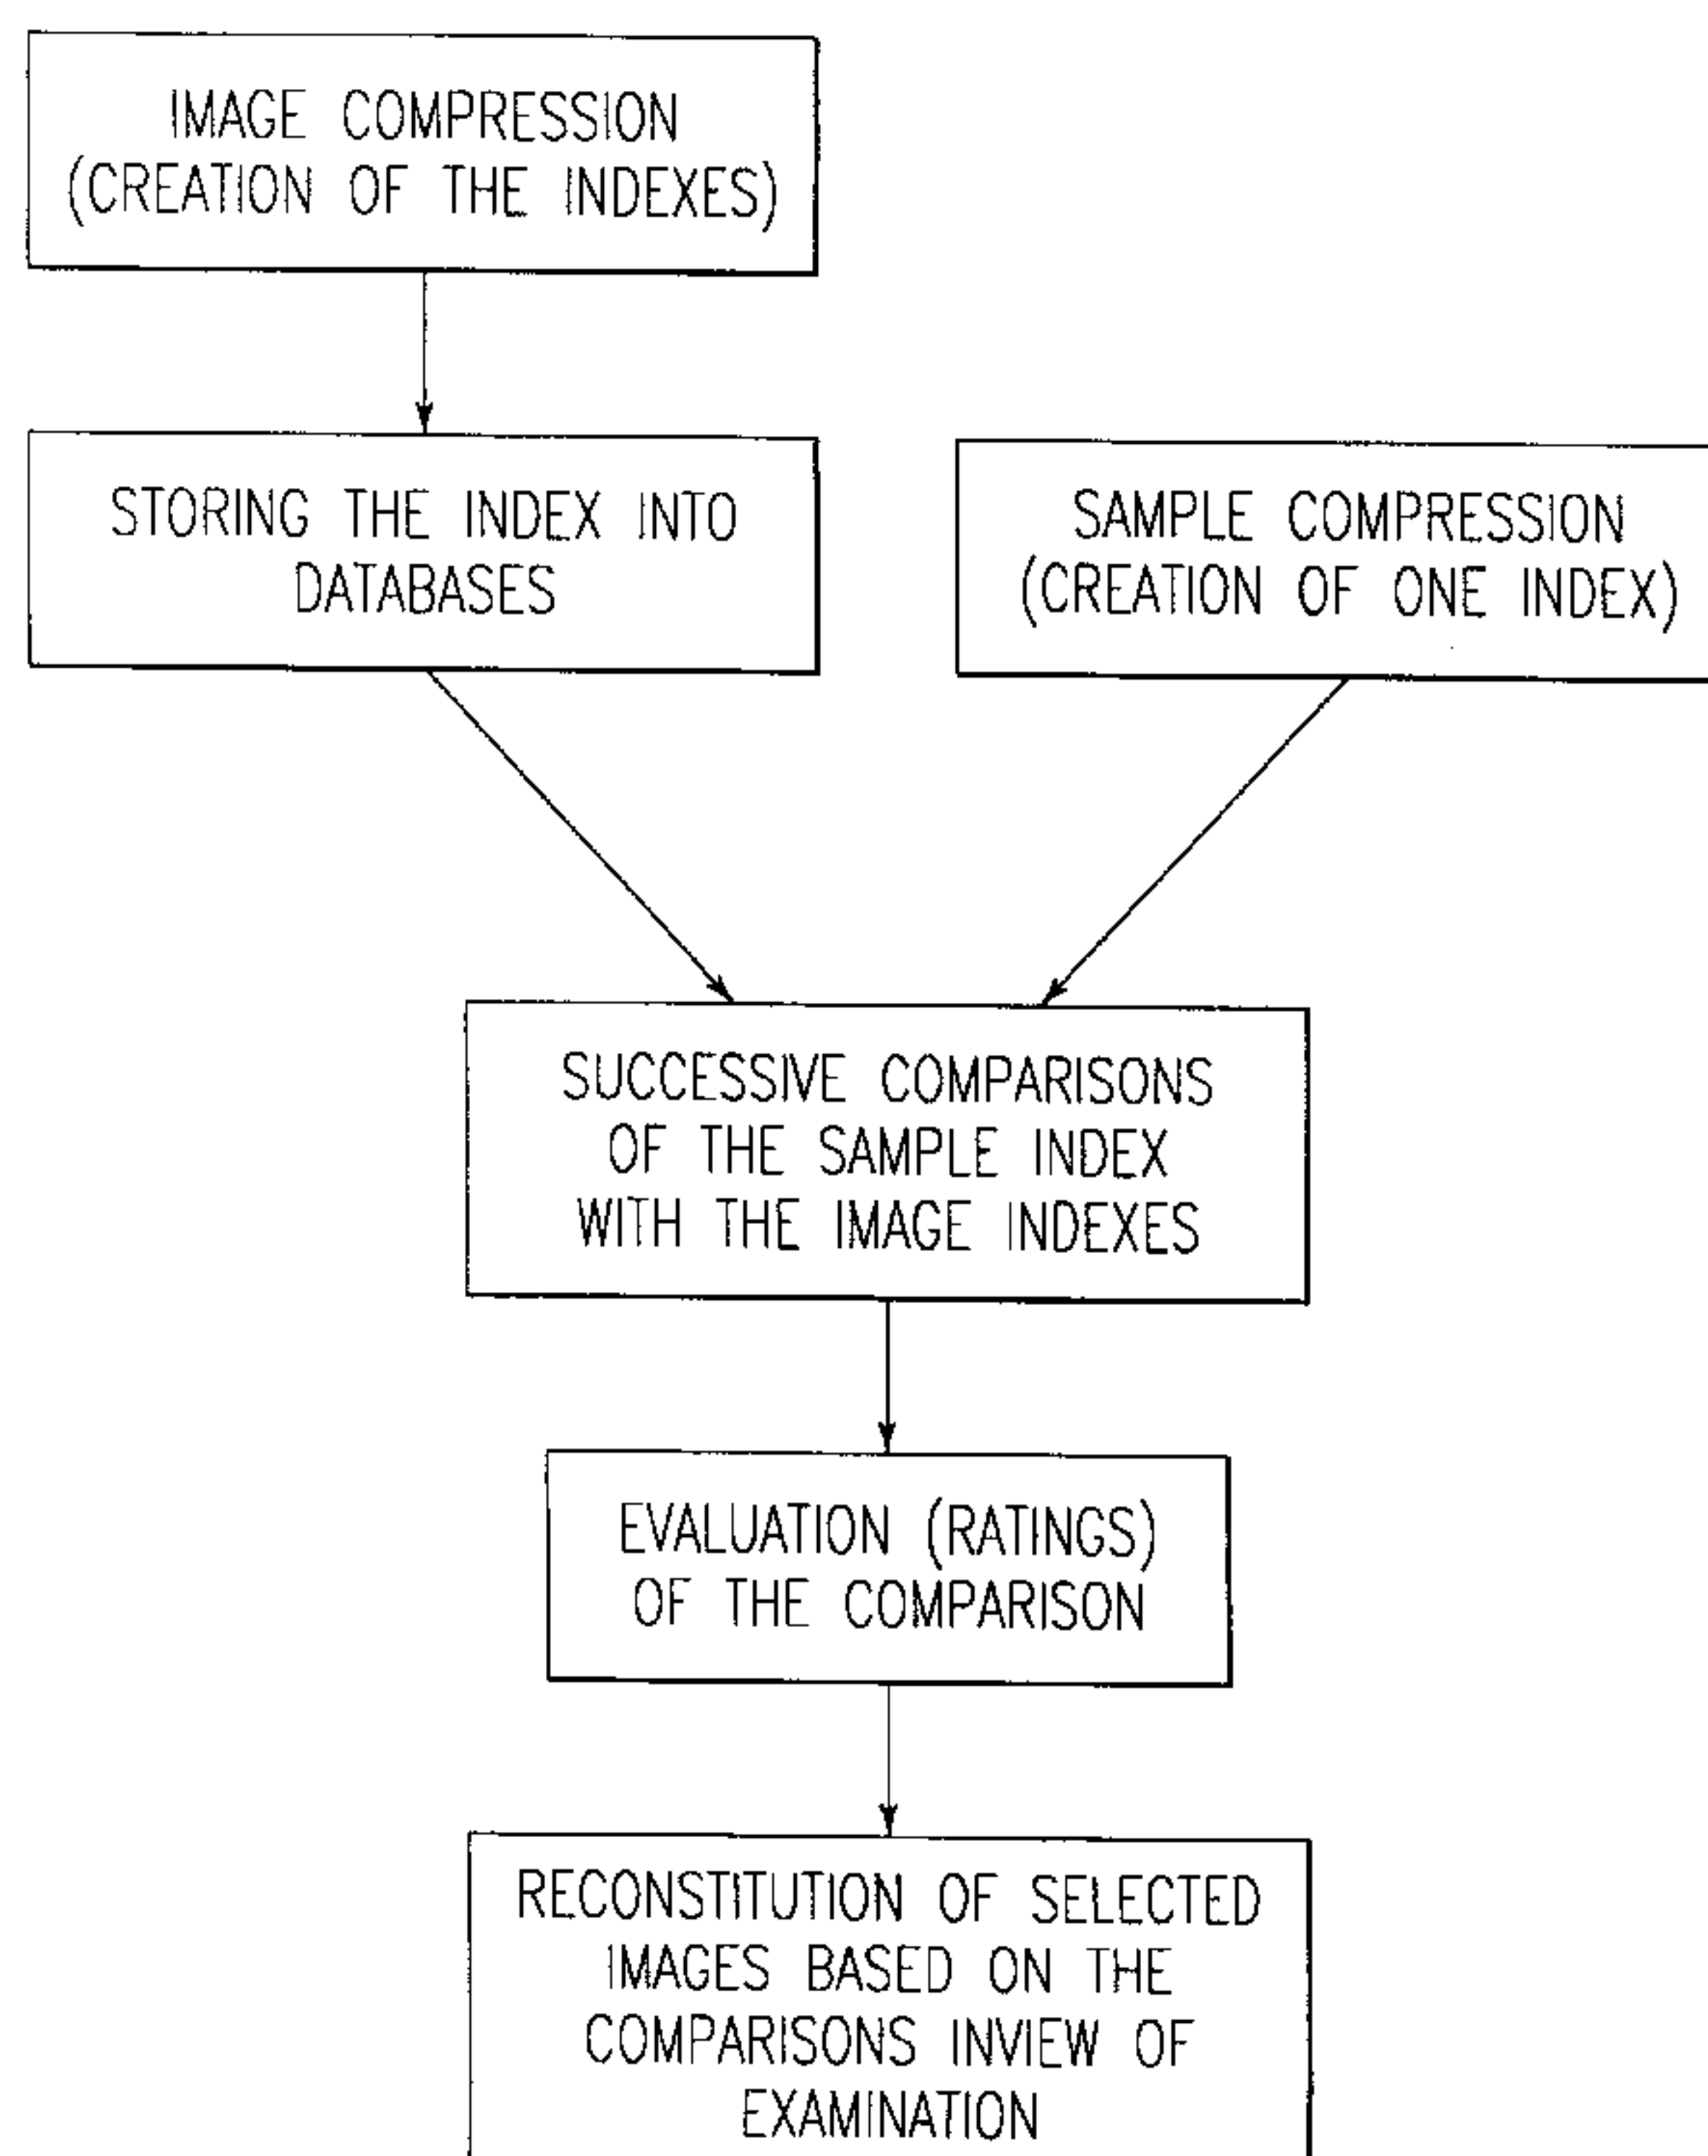 IMAGE COMPRESSION
(CREATION OF THE INDEXES)
STORING THE INDEX INTO
DATABASES
SAMPLE COMPRESSION
(CREATION OF ONE INDEX)
SUCCESSIVE COMPARISONS
OF THE SAMPLE INDEX
WITH THE IMAGE INDEXES
EVALUATION (RATINGS)
OF THE COMPARISON
RECONSTITUTION OF SELECTED
IMAGES BASED ON THE
COMPARISONS INVIEW OF
EXAMINATION